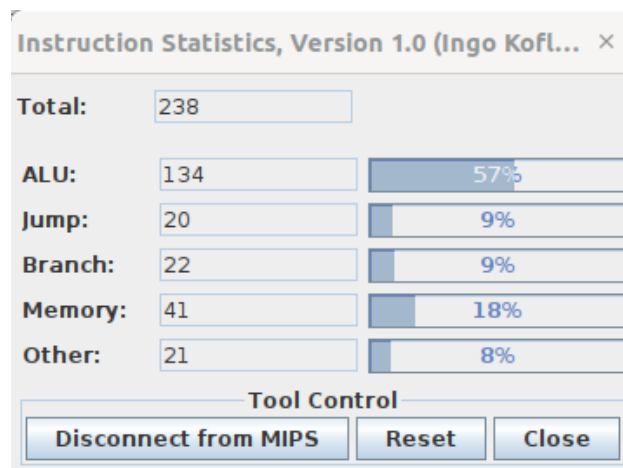 Instruction Statistics, Version 1.0 (Ingo Kofl... ×
Total: 238
ALU: 134 57%
Jump: 20 9%
Branch: 22 9%
Memory: 41 18%
Other: 21 8%
Tool Control
Disconnect from MIPS Reset Close